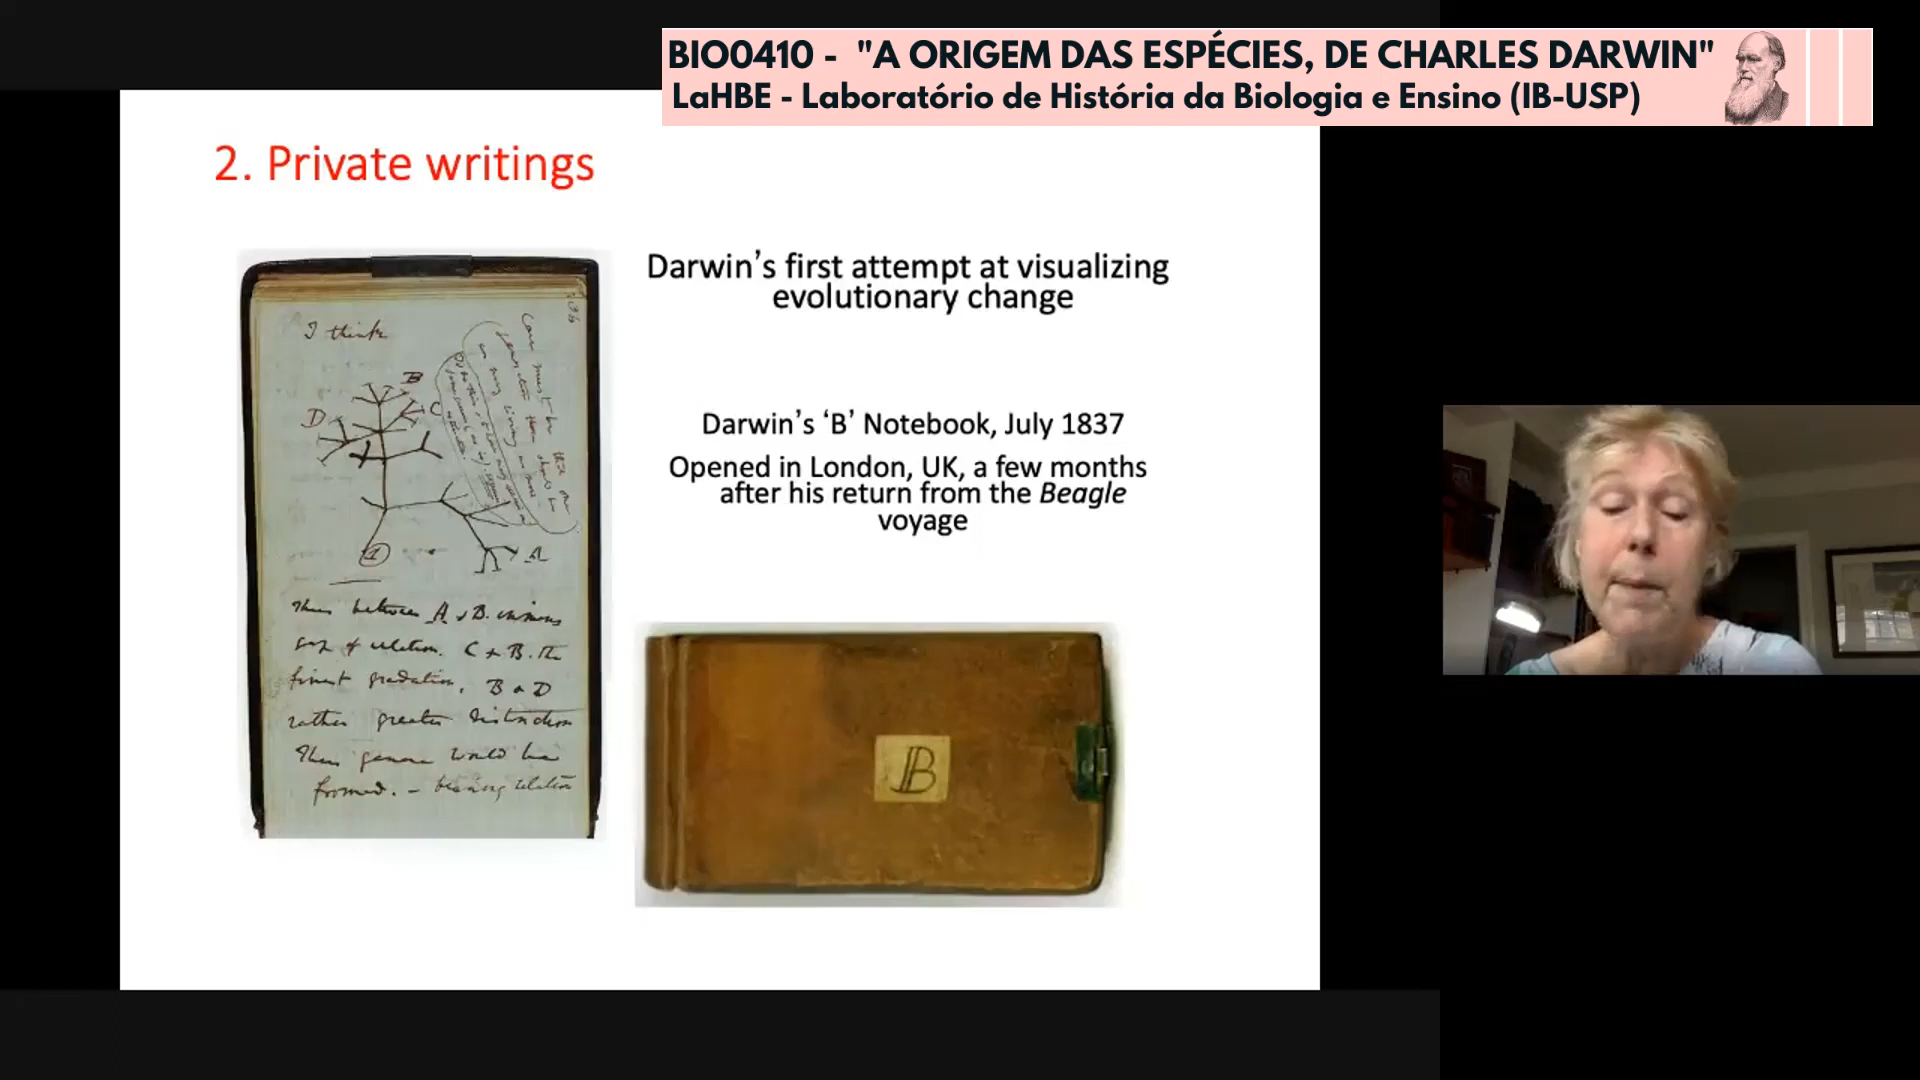 BIO0410 - "A ORIGEM DAS ESPÉCIES, DE CHARLES DARWIN"
LaHBE - Laboratório de História da Biologia e Ensino (IB-USP)
2. Private writings
Darwin's first attempt at visualizing
evolutionary change
Darwin's 'B' Notebook, July 1837
Opened in London, UK, a few months
after his return from the Beagle
voyage
36
I think
B
D
C
A
1
Thus between A & B. immens
gap of relation. C & B. the
finest gradation, B & D
rather greater distinction
Thus genera would be
formed. - bearing relation
B